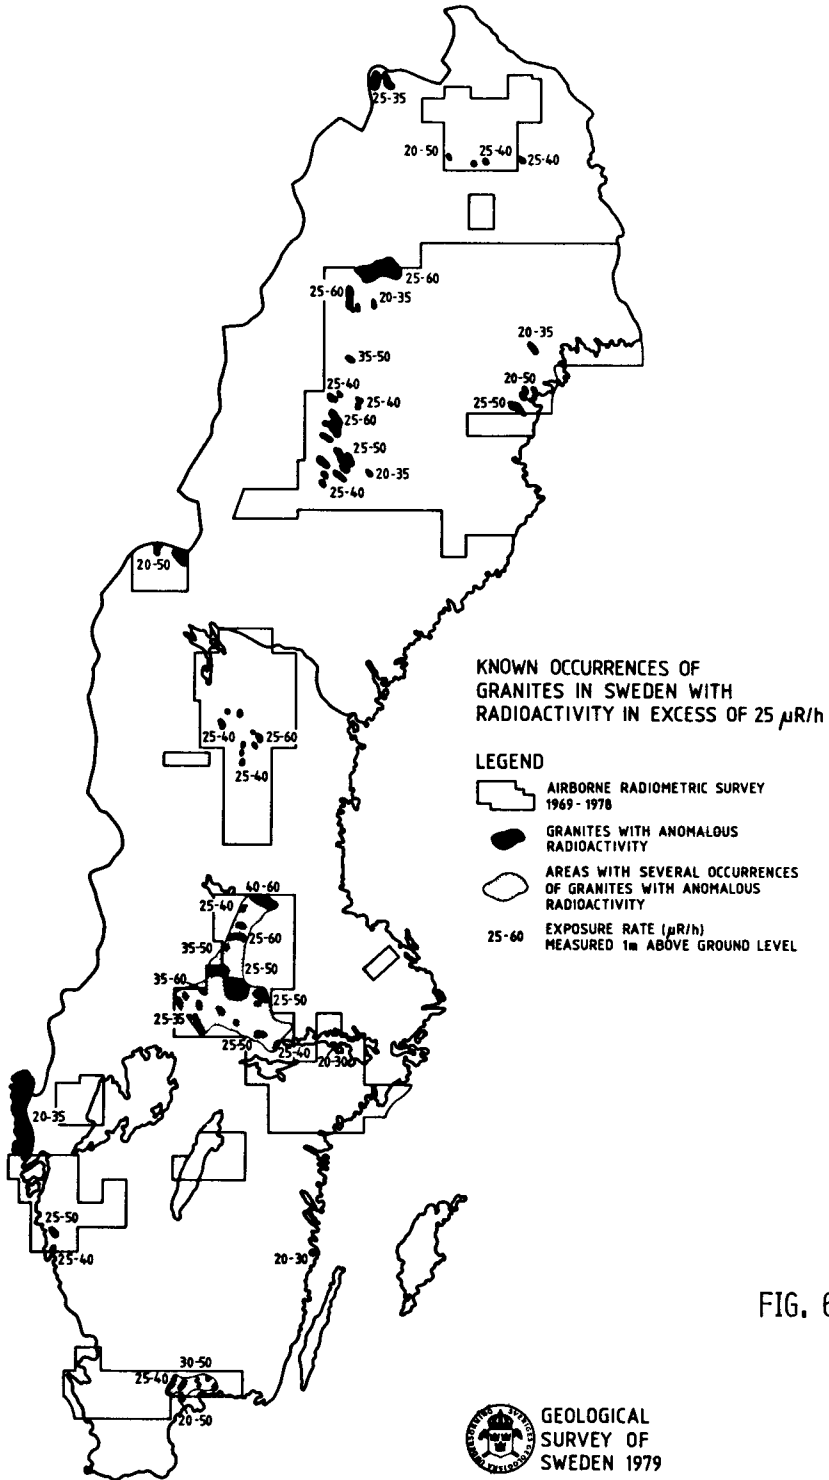 25-35
20-50
25-40
25-40
25-60
25-60
20-35
20-35
35-50
25-40
20-50
25-40
25-50
25-60
25-50
20-35
25-40
20-50
KNOWN OCCURRENCES OF
GRANITES IN SWEDEN WITH
RADIOACTIVITY IN EXCESS OF 25 μR/h
25-40
25-60
25-40
LEGEND
AIRBORNE RADIOMETRIC SURVEY
1969-1978
GRANITES WITH ANOMALOUS
RADIOACTIVITY
AREAS WITH SEVERAL OCCURRENCES
OF GRANITES WITH ANOMALOUS
RADIOACTIVITY
25-60
EXPOSURE RATE (μR/h)
MEASURED 1m ABOVE GROUND LEVEL
40-60
25-40
25-60
35-50
25-50
35-60
25-50
25-35
25-50
25-40
20-30
20-35
25-50
25-40
20-30
FIG. 6
30-50
25-40
20-50
GEOLOGICAL
SURVEY OF
SWEDEN 1979